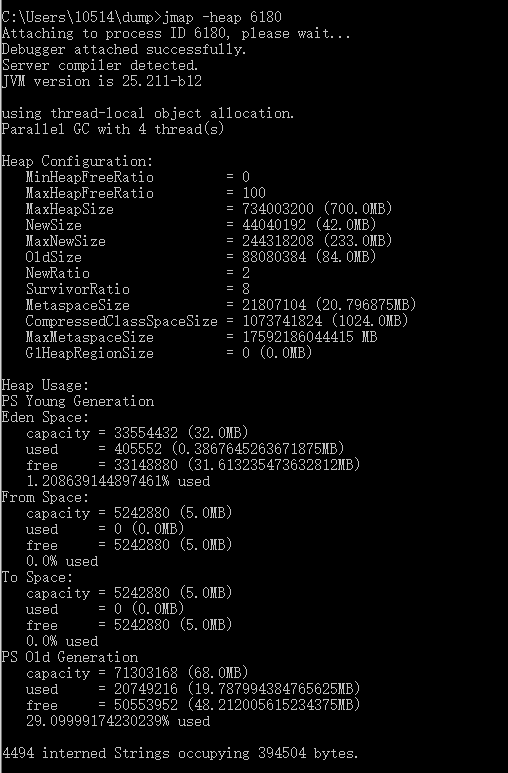 C:\Users\10514\dump>jmap -heap 6180
Attaching to process ID 6180, please wait...
Debugger attached successfully.
Server compiler detected.
JVM version is 25.211-b12

using thread-local object allocation.
Parallel GC with 4 thread(s)

Heap Configuration:
   MinHeapFreeRatio         = 0
   MaxHeapFreeRatio         = 100
   MaxHeapSize              = 734003200 (700.0MB)
   NewSize                  = 44040192 (42.0MB)
   MaxNewSize               = 244318208 (233.0MB)
   OldSize                  = 88080384 (84.0MB)
   NewRatio                 = 2
   SurvivorRatio            = 8
   MetaspaceSize            = 21807104 (20.796875MB)
   CompressedClassSpaceSize = 1073741824 (1024.0MB)
   MaxMetaspaceSize         = 17592186044415 MB
   G1HeapRegionSize         = 0 (0.0MB)

Heap Usage:
PS Young Generation
Eden Space:
   capacity = 33554432 (32.0MB)
   used     = 405552 (0.3867645263671875MB)
   free     = 33148880 (31.613235473632812MB)
   1.208639144897461% used
From Space:
   capacity = 5242880 (5.0MB)
   used     = 0 (0.0MB)
   free     = 5242880 (5.0MB)
   0.0% used
To Space:
   capacity = 5242880 (5.0MB)
   used     = 0 (0.0MB)
   free     = 5242880 (5.0MB)
   0.0% used
PS Old Generation
   capacity = 71303168 (68.0MB)
   used     = 20749216 (19.787994384765625MB)
   free     = 50553952 (48.212005615234375MB)
   29.09999174230239% used

4494 interned Strings occupying 394504 bytes.